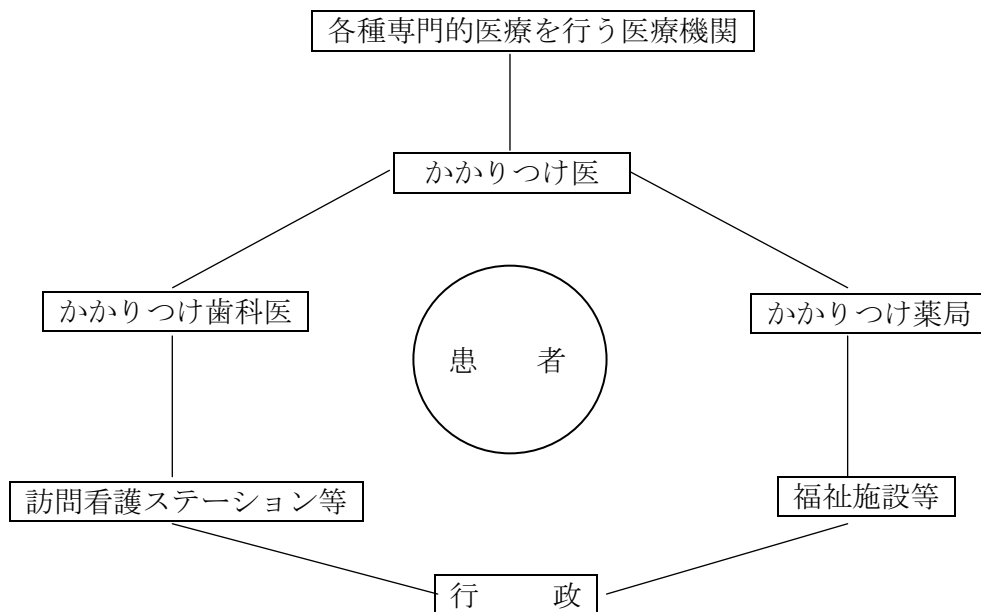 各種専門的医療を行う医療機関
かかりつけ医
かかりつけ歯科医
かかりつけ薬局
患　者
訪問看護ステーション等
福祉施設等
行　政